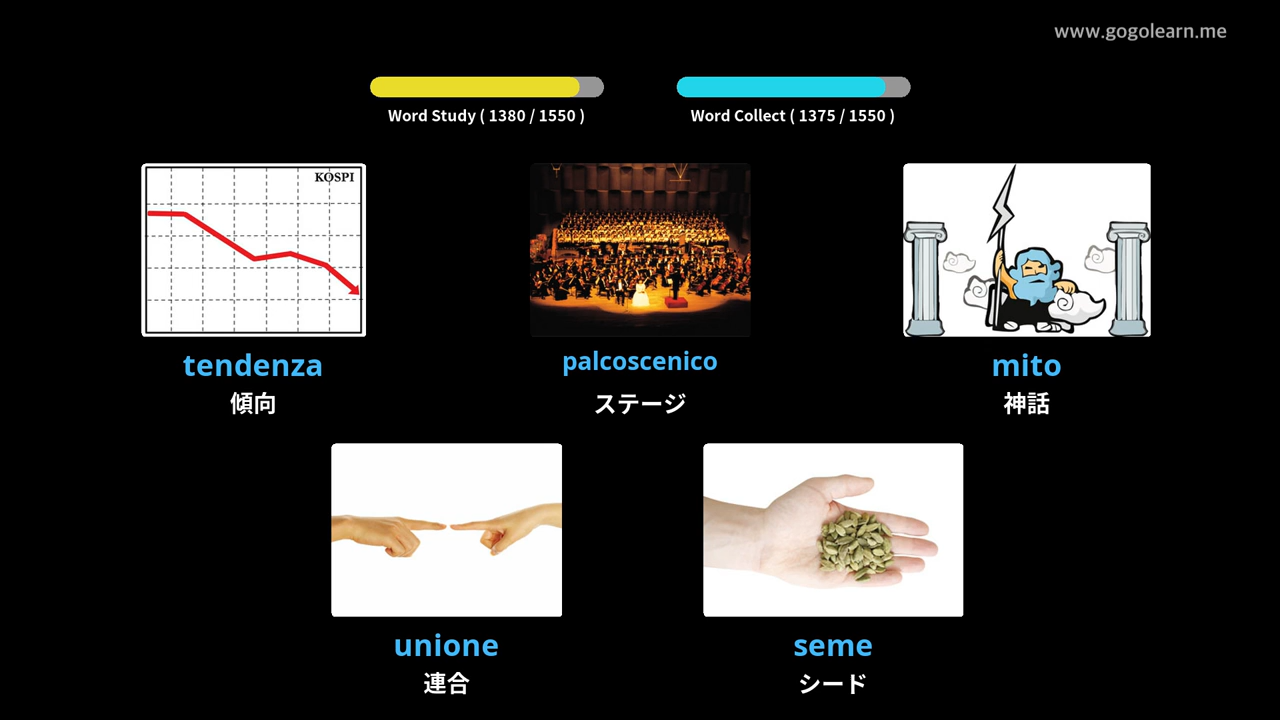 www.gogolearn.me
Word Study ( 1380 / 1550 )
Word Collect ( 1375 / 1550 )
KOSPI
tendenza
傾向
palcoscenico
ステージ
mito
神話
unione
連合
seme
シード